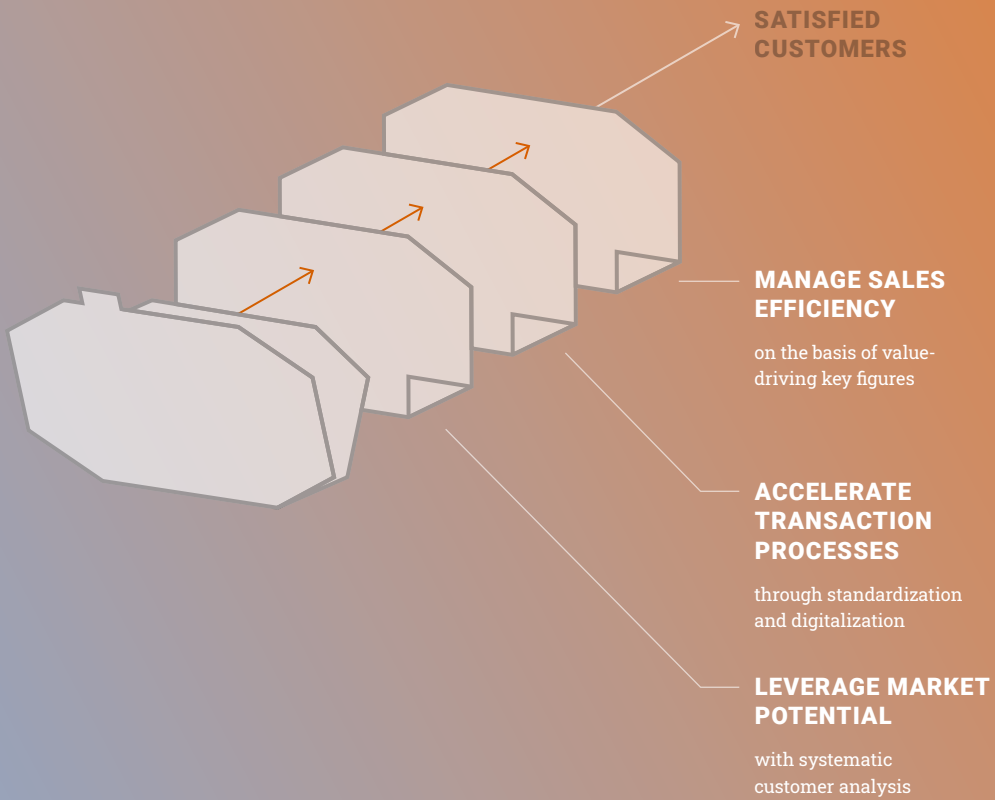 SATISFIED
CUSTOMERS
MANAGE SALES
EFFICIENCY
on the basis of value-
driving key figures
ACCELERATE
TRANSACTION
PROCESSES
through standardization
and digitalization
LEVERAGE MARKET
POTENTIAL
with systematic
customer analysis